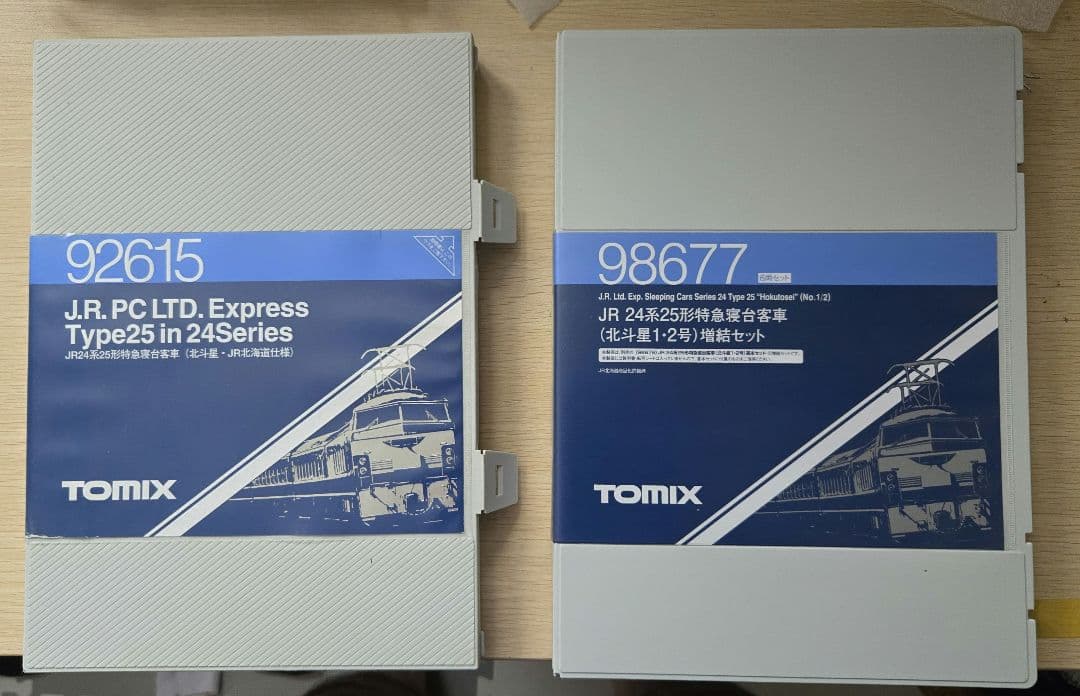 92615
J.R. PC LTD. Express
Type25 in 24Series
JR24系25形特急寝台客車（北斗星・JR北海道仕様）
TOMIX
98677
6両セット
J.R. Ltd. Exp. Sleeping Cars Series 24 Type 25 "Hokutosei" (No.1/2)
JR 24系25形特急寝台客車
（北斗星1・2号）増結セット
TOMIX